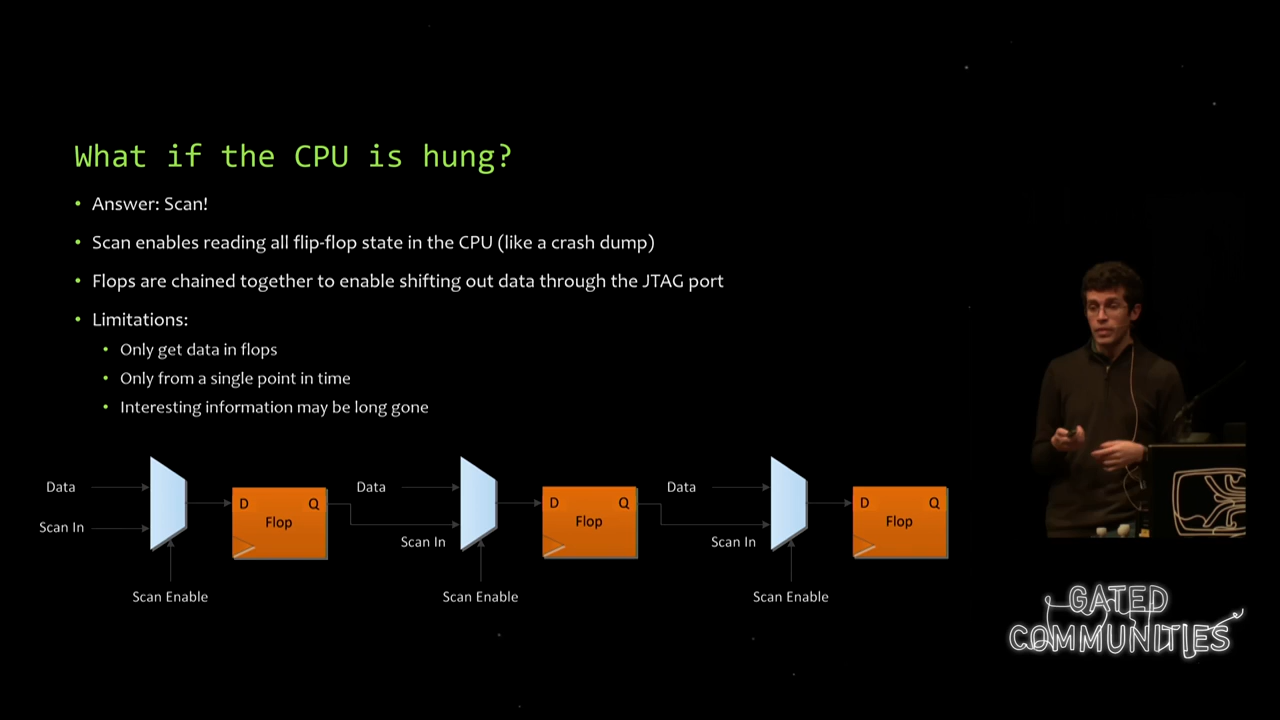 What if the CPU is hung?
• Answer: Scan!
• Scan enables reading all flip-flop state in the CPU (like a crash dump)
• Flops are chained together to enable shifting out data through the JTAG port
• Limitations:
• Only get data in flops
• Only from a single point in time
• Interesting information may be long gone
Data
Scan In
Scan Enable
D
Q
Flop
Data
Scan In
Scan Enable
D
Q
Flop
Data
Scan In
Scan Enable
D
Q
Flop
GATED
COMMUNITIES